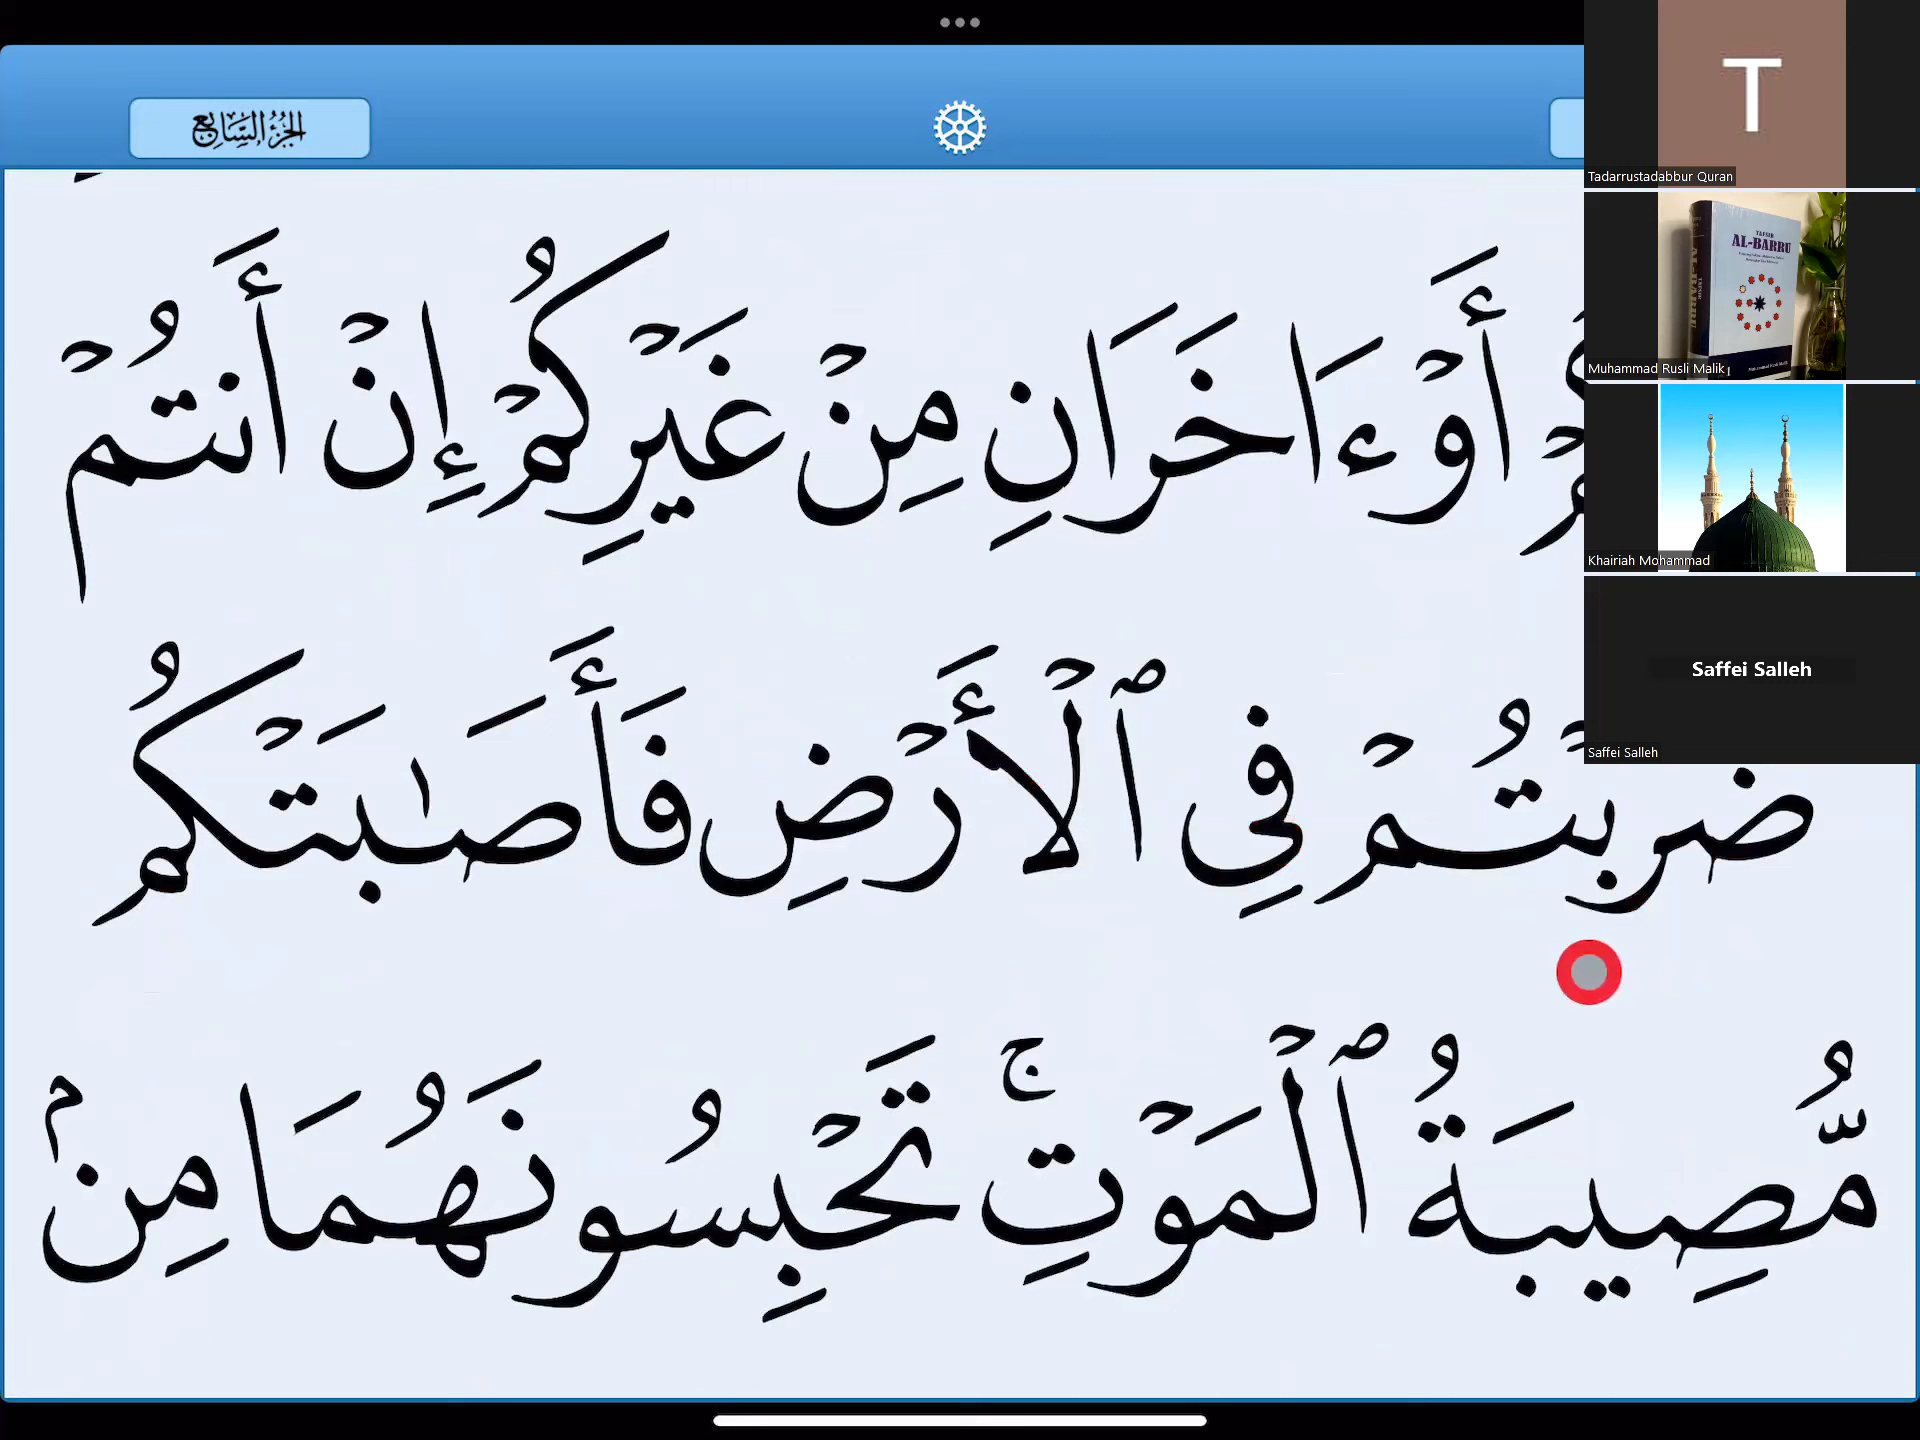 الجزء السابع
أَوْ ءَاخَرَانِ مِنْ غَيْرِكُمْ إِنْ أَنتُمْ
ضَرَبْتُمْ فِي ٱلْأَرْضِ فَأَصَٰبَتْكُم
مُّصِيبَةُ ٱلْمَوْتِ ۚ تَحْبِسُونَهُمَا مِنۢ
T
Tadarrustadabbur Quran
TAFSIR
AL-BARRU
Muhammad Rusli Malik
Khairiah Mohammad
Saffei Salleh
Saffei Salleh